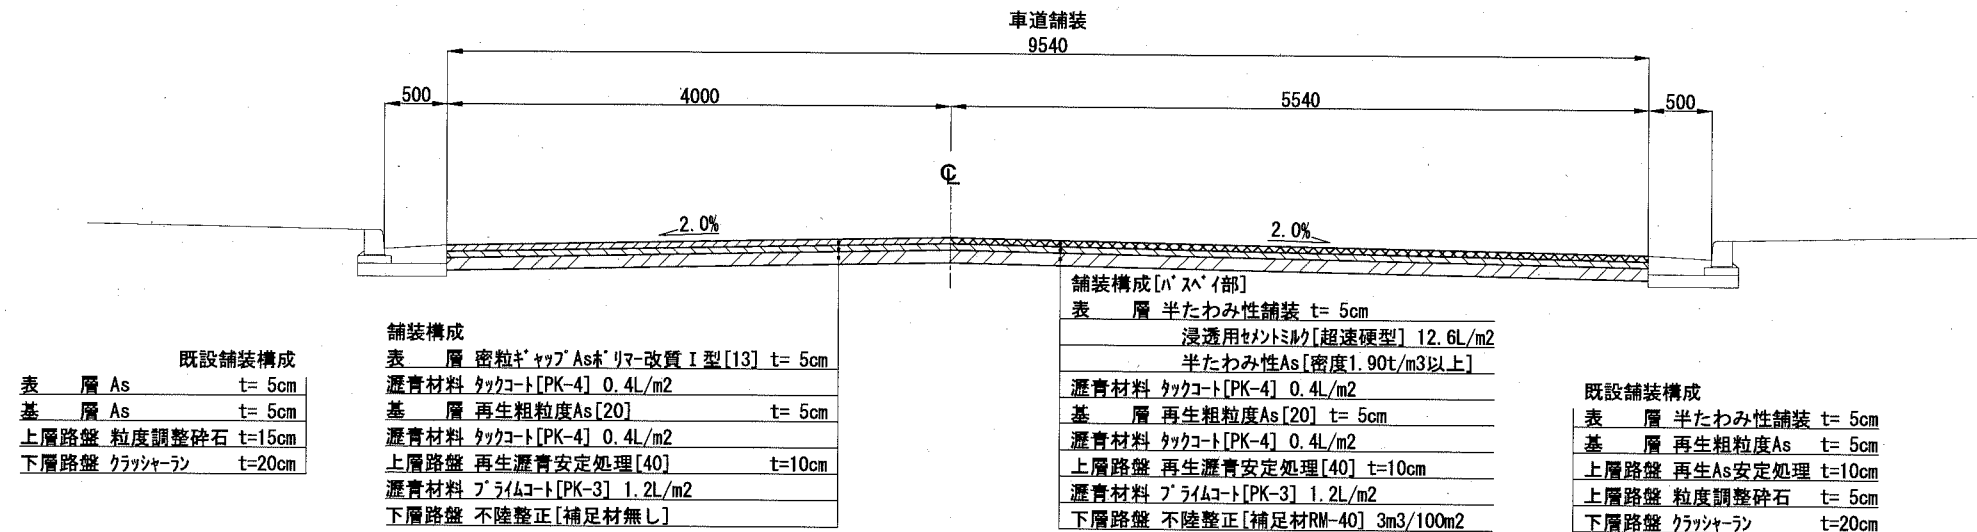 車道舗装
9540
500
4000
5540
500
℄
2.0%
2.0%
既設舗装構成
表　層 As t= 5cm
基　層 As t= 5cm
上層路盤 粒度調整砕石 t=15cm
下層路盤 クラッシャーラン t=20cm
舗装構成
表　層 密粒ギャップAsポリマー改質Ⅰ型[13] t= 5cm
瀝青材料 タックコート[PK-4] 0.4L/m2
基　層 再生粗粒度As[20] t= 5cm
瀝青材料 タックコート[PK-4] 0.4L/m2
上層路盤 再生瀝青安定処理[40] t=10cm
瀝青材料 プライムコート[PK-3] 1.2L/m2
下層路盤 不陸整正[補足材無し]
舗装構成[バスベイ部]
表　層 半たわみ性舗装 t= 5cm
浸透用セメントミルク[超速硬型] 12.6L/m2
半たわみ性As[密度1.90t/m3以上]
瀝青材料 タックコート[PK-4] 0.4L/m2
基　層 再生粗粒度As[20] t= 5cm
瀝青材料 タックコート[PK-4] 0.4L/m2
上層路盤 再生瀝青安定処理[40] t=10cm
瀝青材料 プライムコート[PK-3] 1.2L/m2
下層路盤 不陸整正[補足材RM-40] 3m3/100m2
既設舗装構成
表　層 半たわみ性舗装 t= 5cm
基　層 再生粗粒度As t= 5cm
上層路盤 再生As安定処理 t=10cm
上層路盤 粒度調整砕石 t= 5cm
下層路盤 クラッシャーラン t=20cm